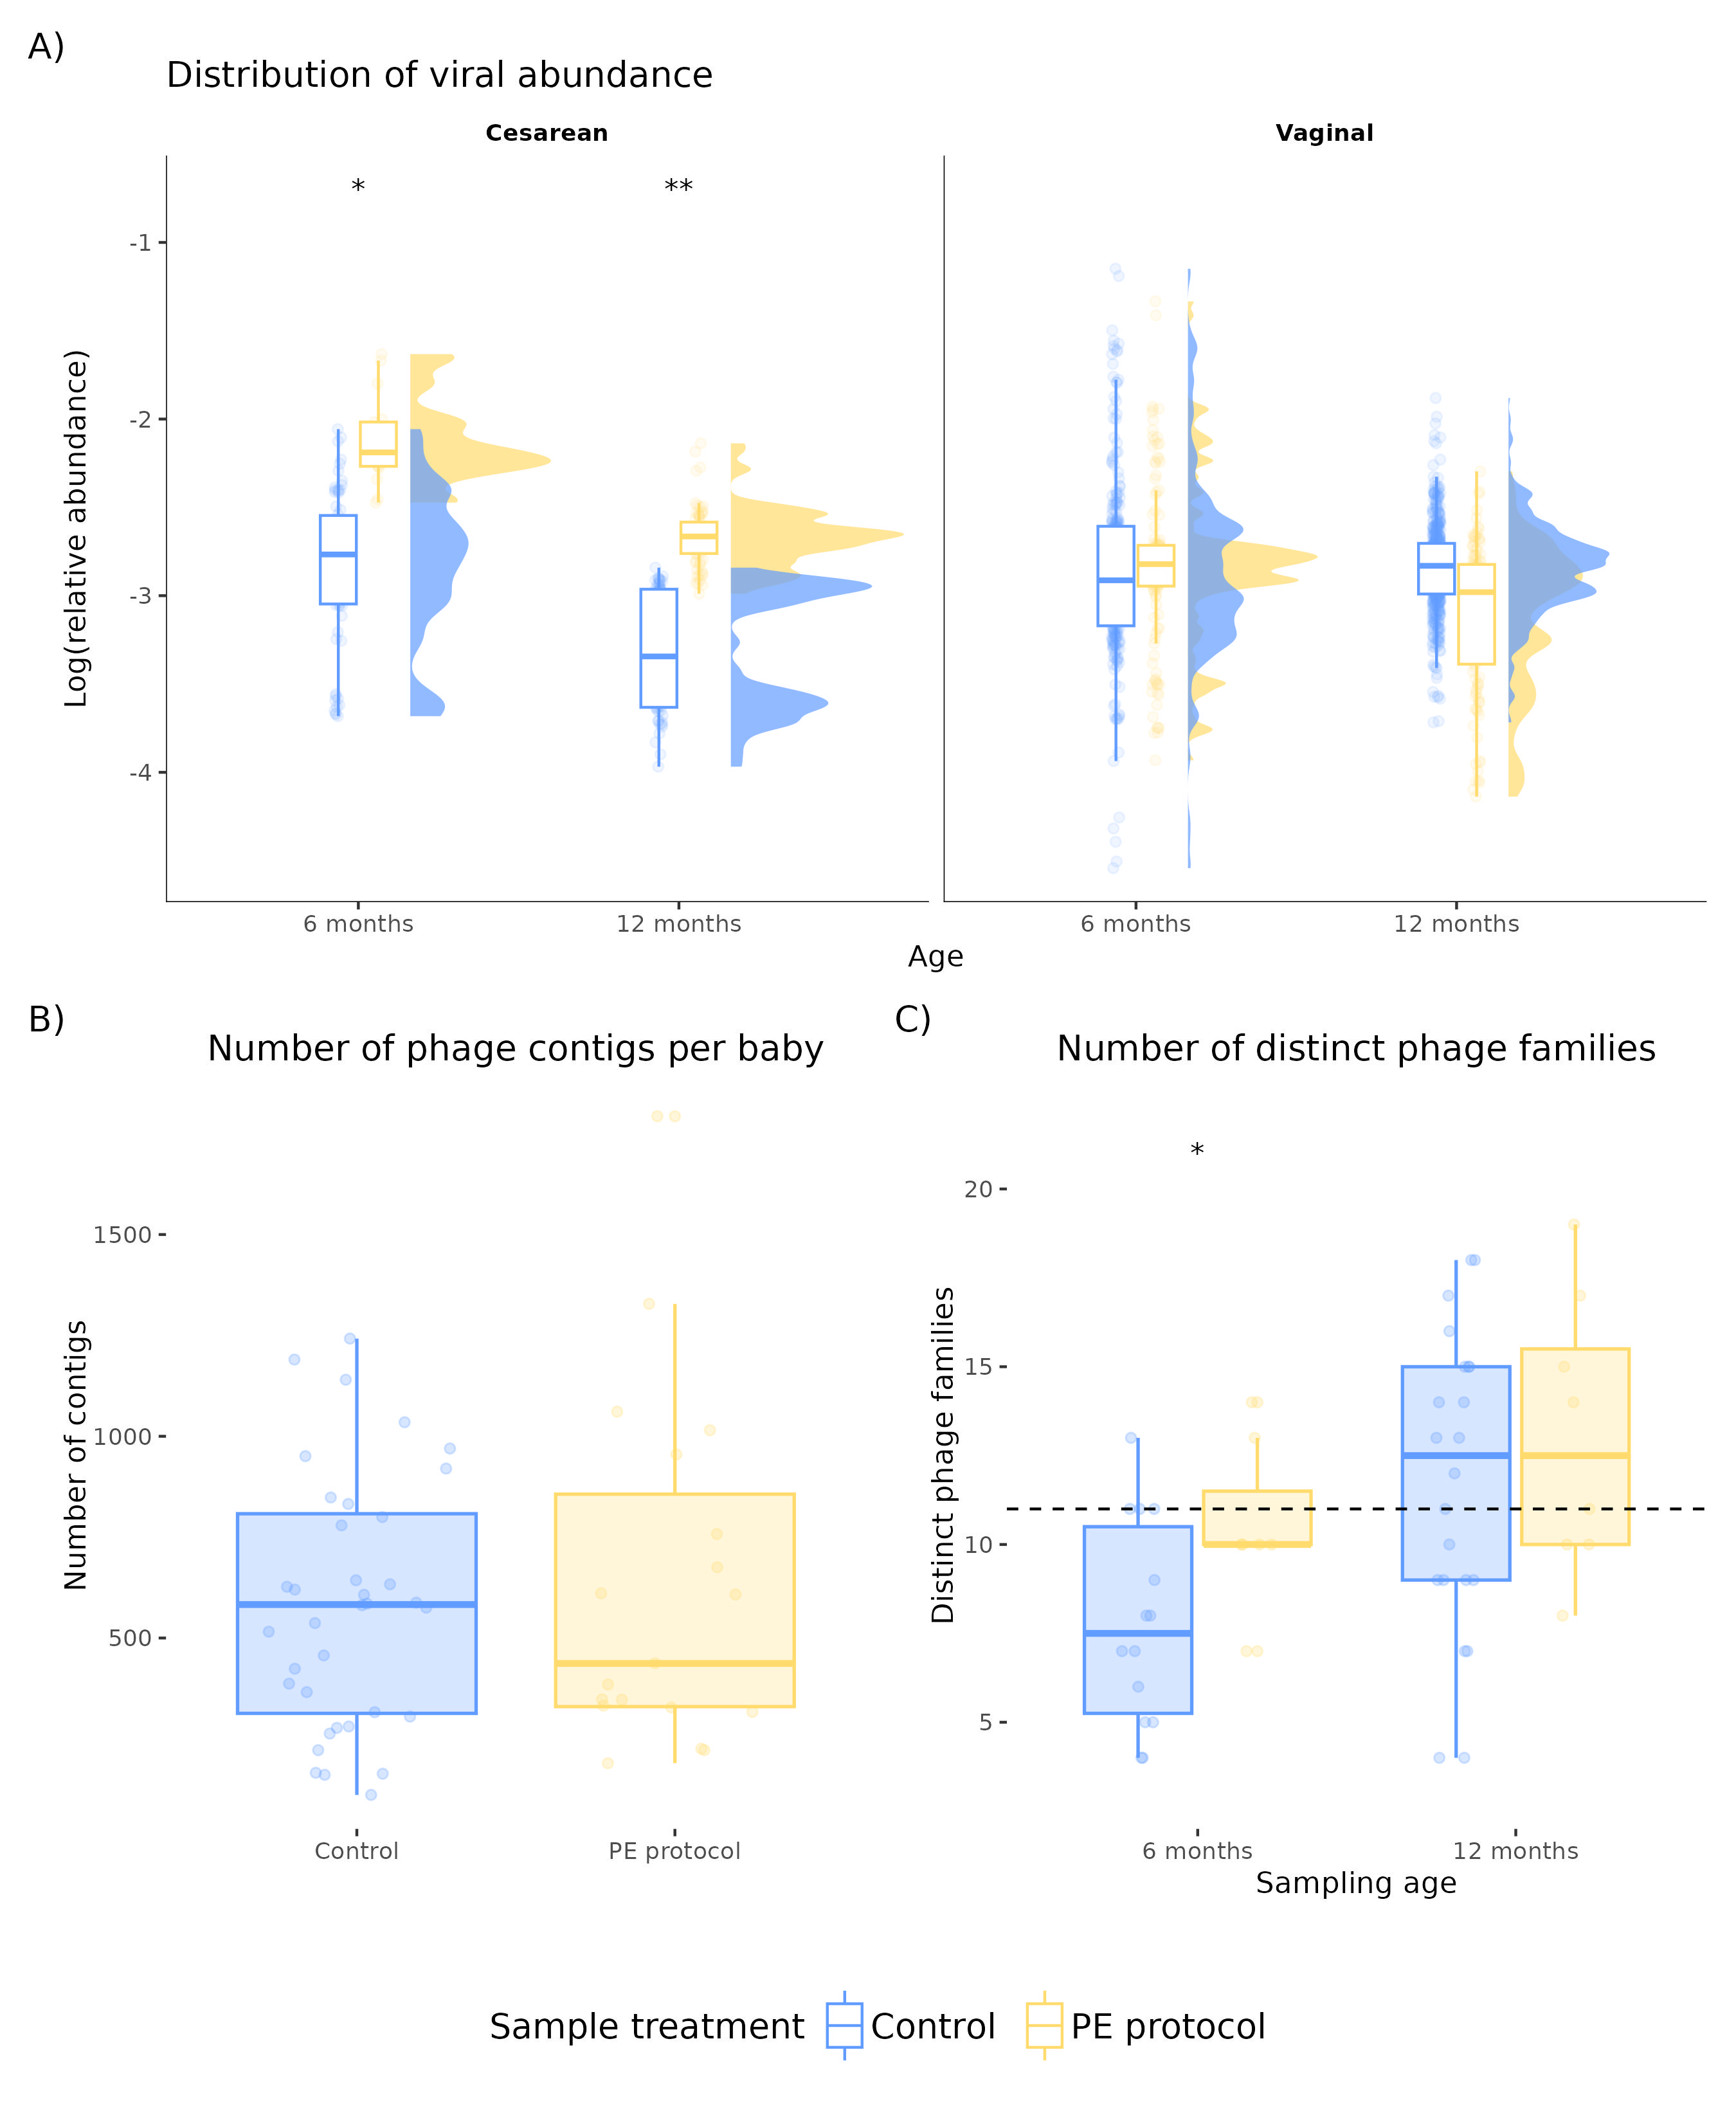 A)
Distribution of viral abundance
Cesarean
Vaginal
*
**
Log(relative abundance)
-1
-2
-3
-4
6 months
12 months
6 months
12 months
Age
B)
Number of phage contigs per baby
Number of contigs
1500
1000
500
Control
PE protocol
C)
Number of distinct phage families
*
Distinct phage families
20
15
10
5
6 months
12 months
Sampling age
Sample treatment Control PE protocol